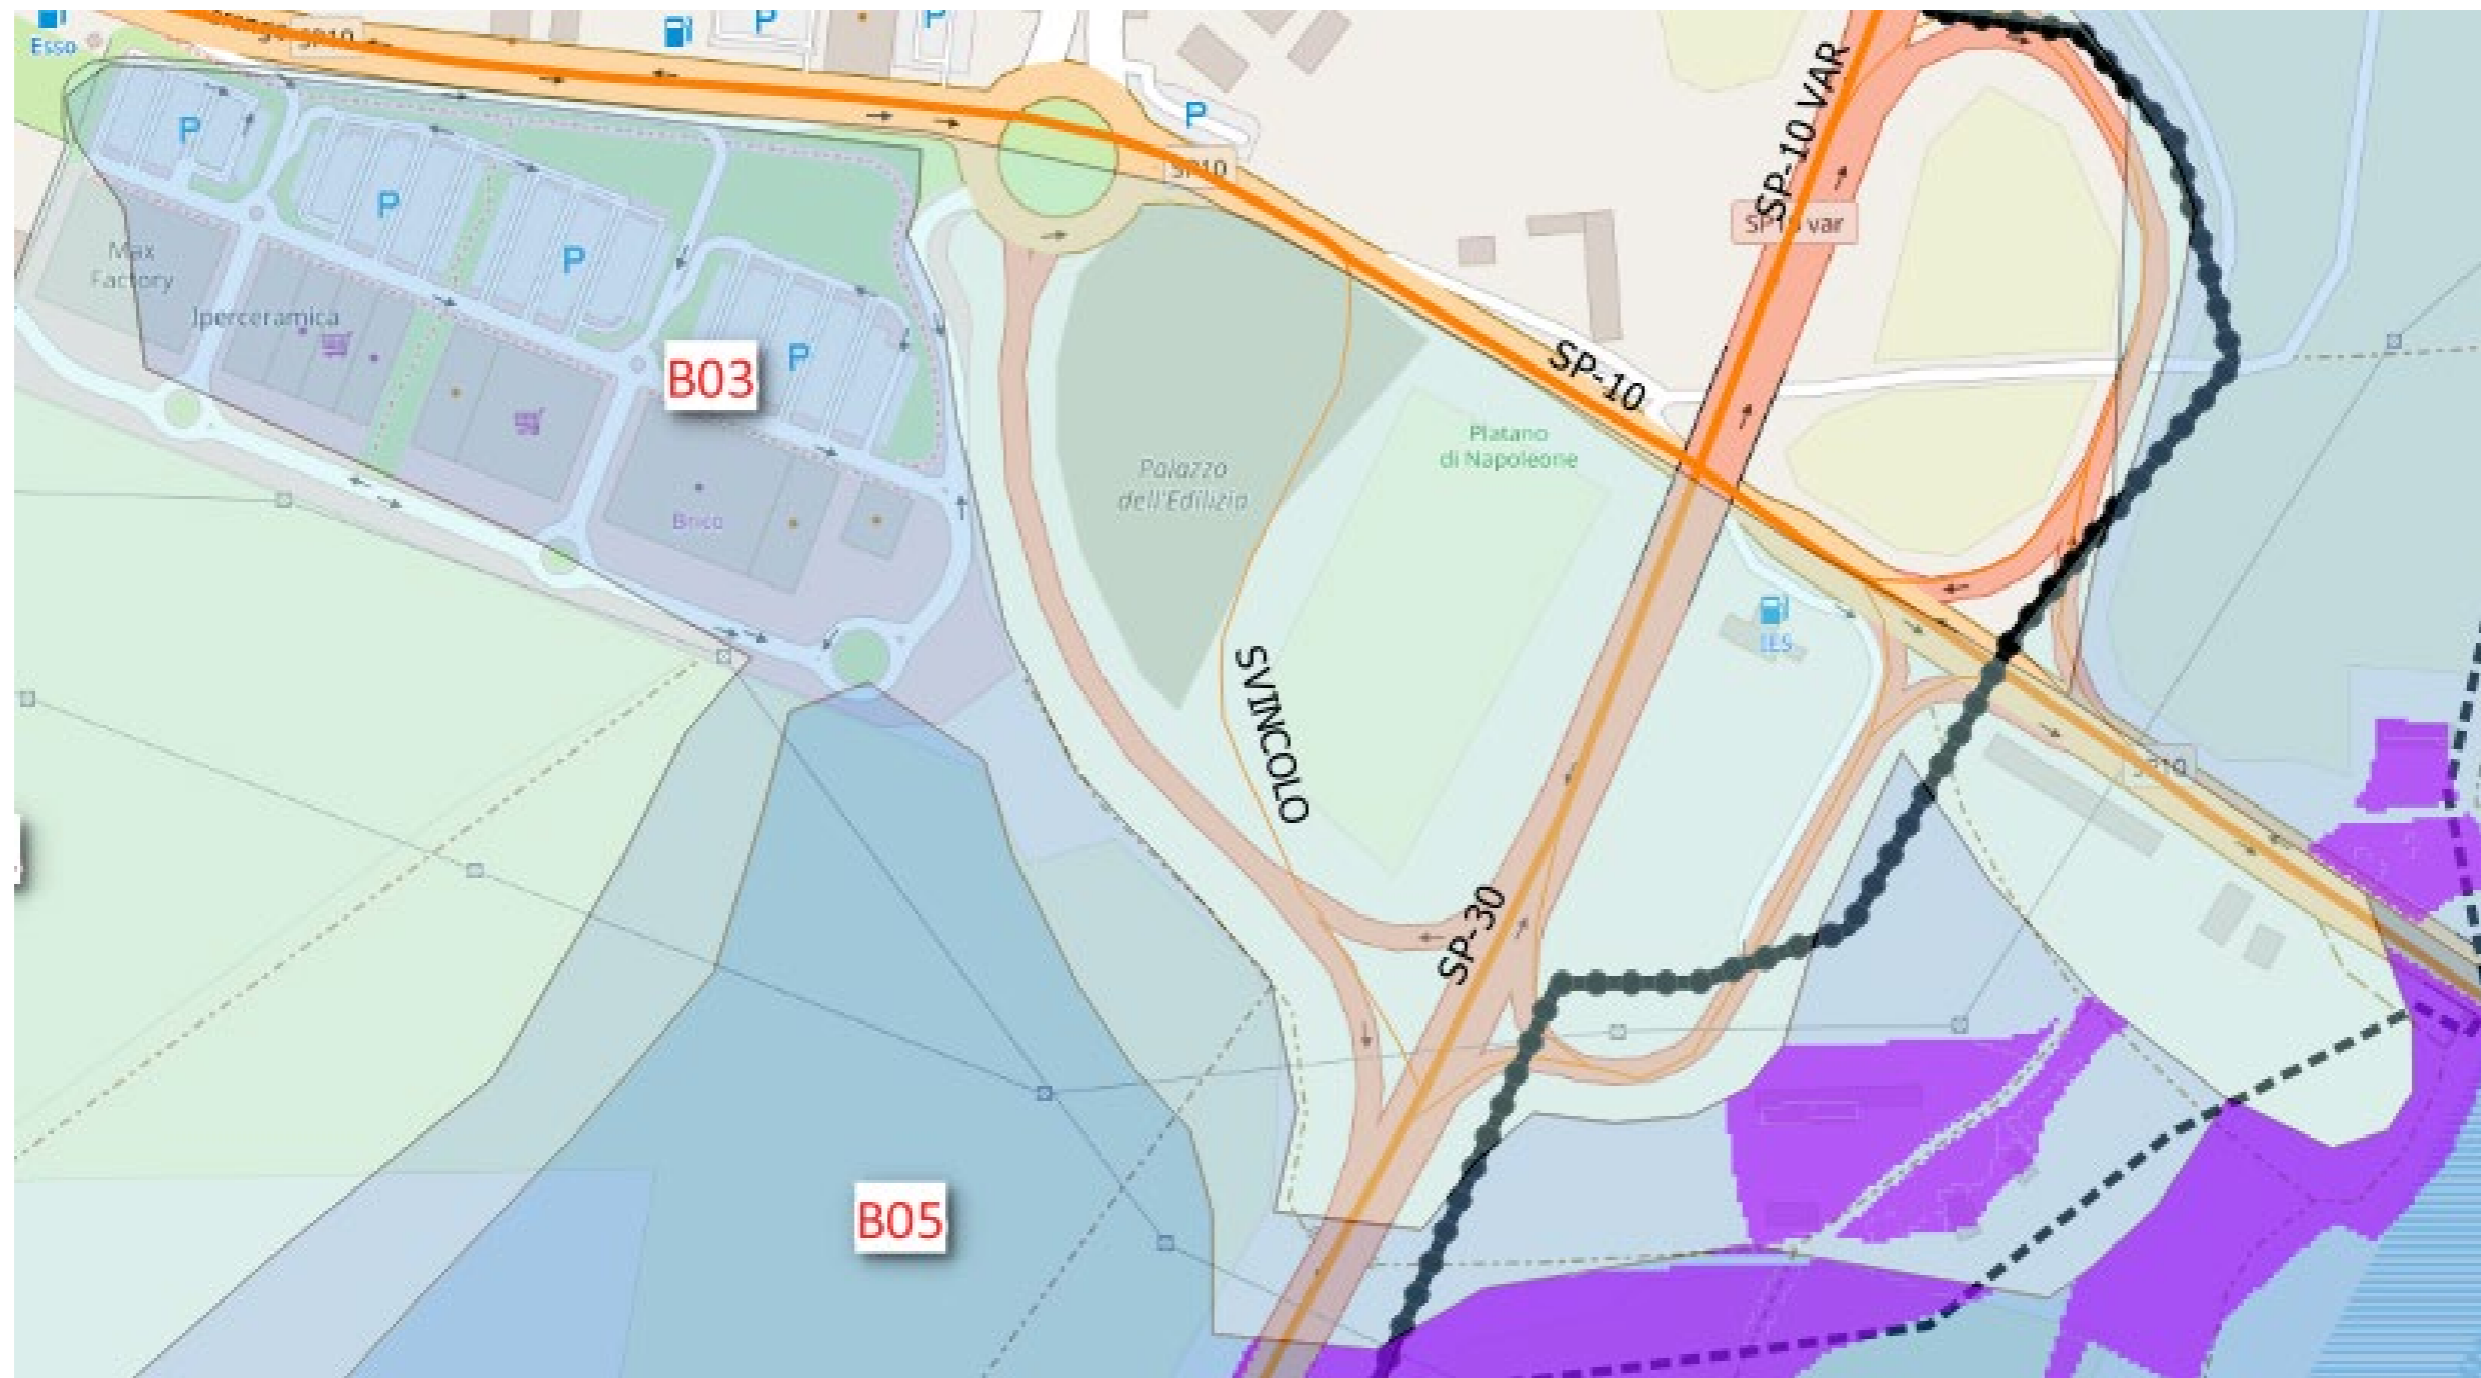 Esso
SP10
P
P
P
SP10
SP-10 VAR
SP10 var
P
P
P
P
Max
Factory
Iperceramica
B03
SP-10
Platano
di Napoleone
Palazzo
dell'Edilizia
Brico
IES
SVINCOLO
SP10
SP-30
B05